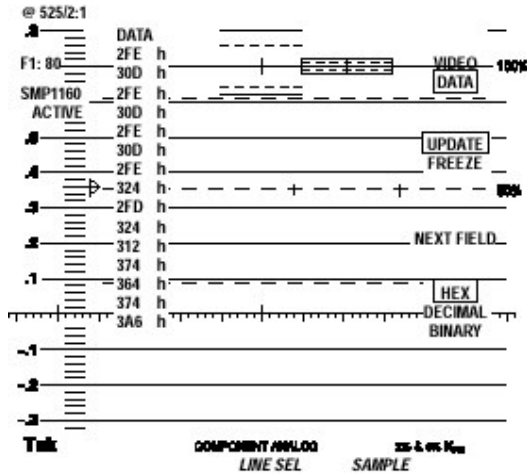 @ 525/2:1
DATA
2FE h
F1: 80
30D h
VIDEO
100%
DATA
SMP1160
2FE h
ACTIVE
30D h
2FE h
30D h
UPDATE
2FE h
FREEZE
.4
324 h
50%
2FD h
.3
324 h
.2
312 h
NEXT FIELD
374 h
.1
364 h
HEX
374 h
DECIMAL
3A6 h
BINARY
-.1
-.2
-.3
Tek
COMPONENT ANALOG
LINE SEL
SAMPLE